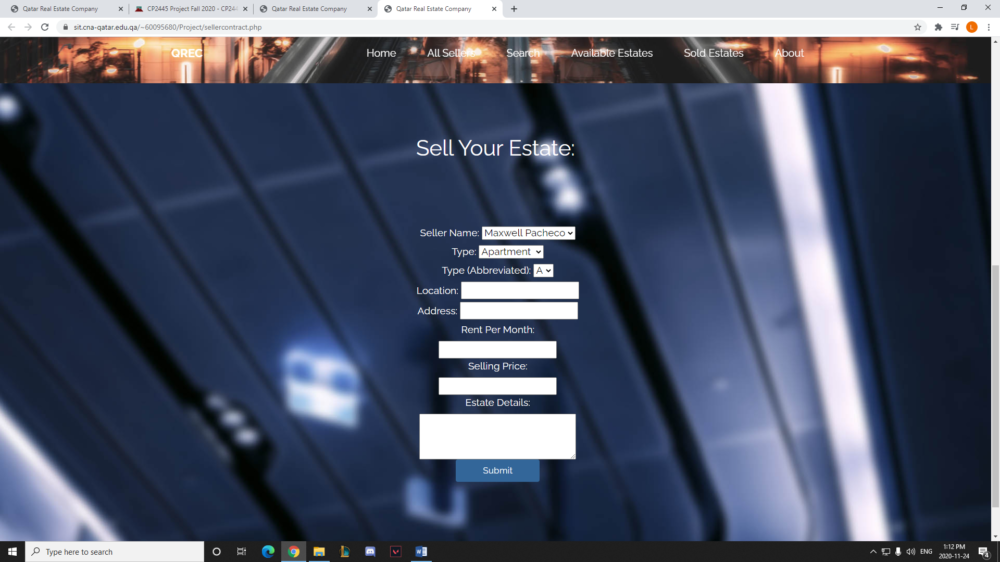 Qatar Real Estate Company
CP2445 Project Fall 2020 - CP244
Qatar Real Estate Company
Qatar Real Estate Company
sit.cna-qatar.edu.qa/~60095680/Project/sellercontract.php
L
QREC
Home
All Sellers
Search
Available Estates
Sold Estates
About
Sell Your Estate:
Seller Name: Maxwell Pacheco
Type: Apartment
Type (Abbreviated): A
Location:
Address:
Rent Per Month:
Selling Price:
Estate Details:
Submit
Type here to search
ENG
1:12 PM
2020-11-24
4